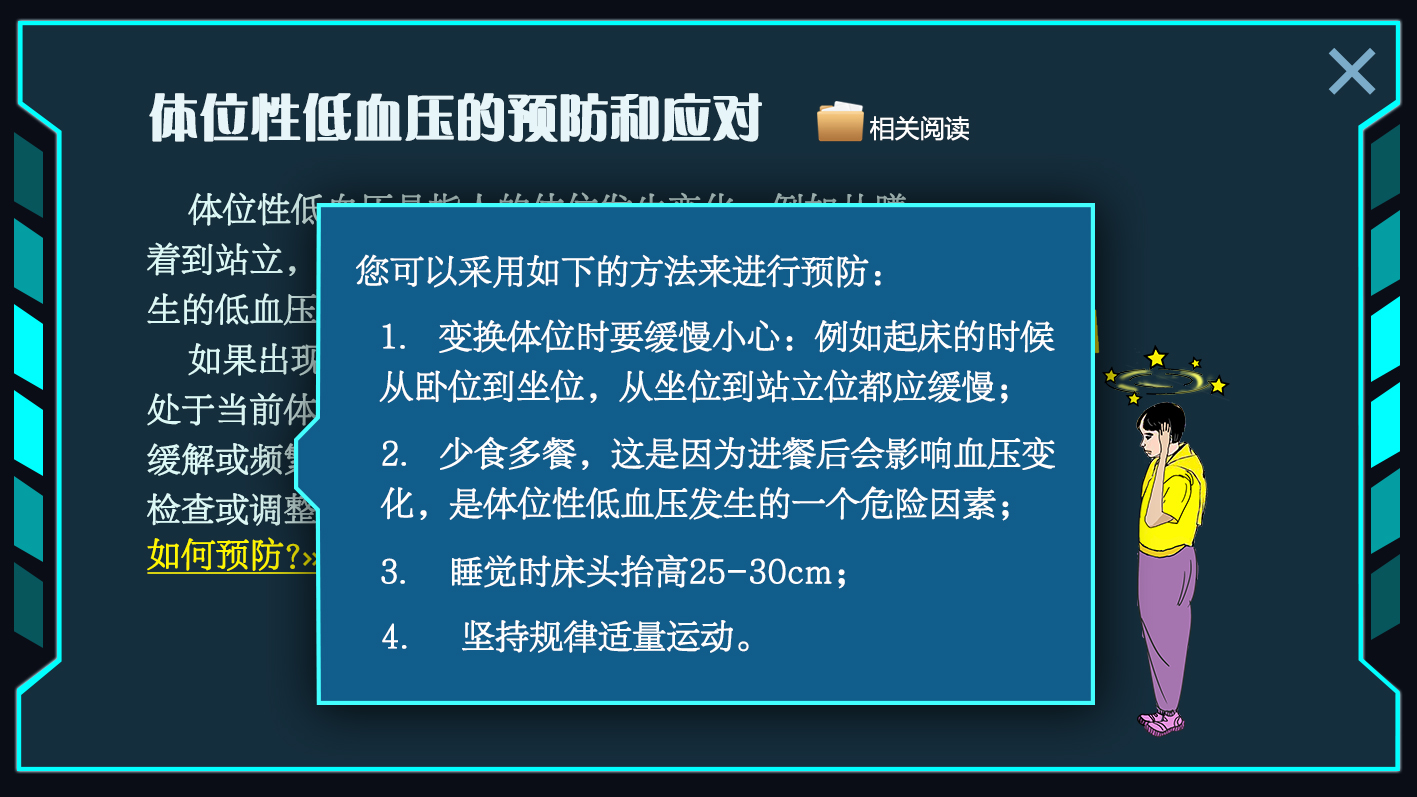 体位性低血压的预防和应对
相关阅读
体位性低
着到站立，
生的低血压
如果出现
处于当前体
缓解或频繁
检查或调整
如何预防?»
您可以采用如下的方法来进行预防：
1. 变换体位时要缓慢小心：例如起床的时候
从卧位到坐位，从坐位到站立位都应缓慢；
2. 少食多餐，这是因为进餐后会影响血压变
化，是体位性低血压发生的一个危险因素；
3. 睡觉时床头抬高25-30cm；
4. 坚持规律适量运动。